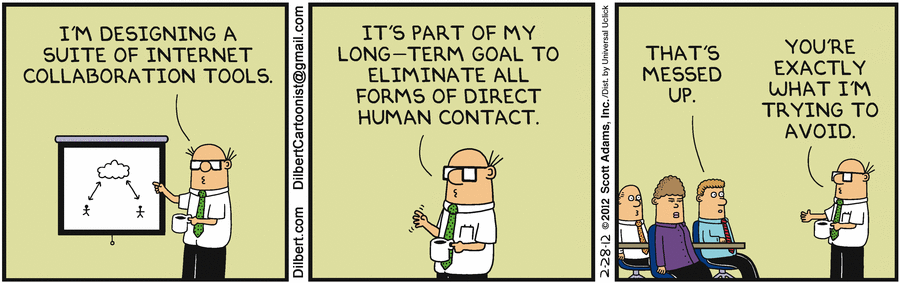 I'M DESIGNING A
SUITE OF INTERNET
COLLABORATION TOOLS.
DilbertCartoonist@gmail.com
Dilbert.com
IT'S PART OF MY
LONG-TERM GOAL TO
ELIMINATE ALL
FORMS OF DIRECT
HUMAN CONTACT.
2-28-12 ©2012 Scott Adams, Inc./Dist. by Universal Uclick
THAT'S
MESSED
UP.
YOU'RE
EXACTLY
WHAT I'M
TRYING TO
AVOID.